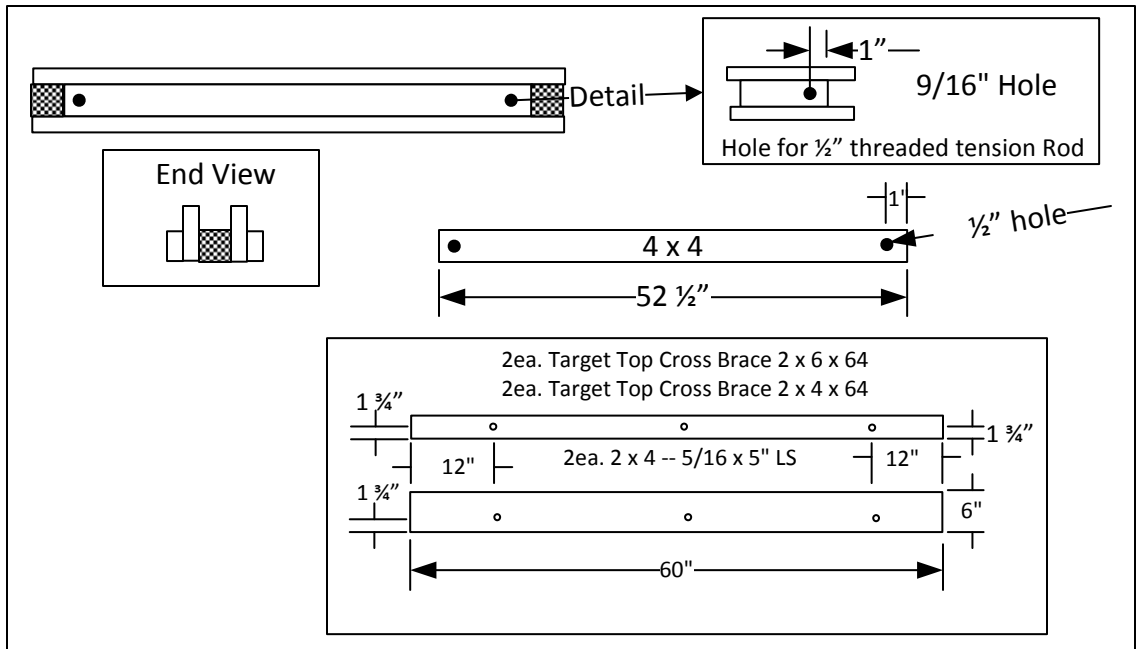 1”
Detail
9/16" Hole
Hole for ½” threaded tension Rod
End View
1'
½” hole
4 x 4
52 ½”
2ea. Target Top Cross Brace 2 x 6 x 64
2ea. Target Top Cross Brace 2 x 4 x 64
1 ¾”
1 ¾”
12"
2ea. 2 x 4 -- 5/16 x 5" LS
12"
1 ¾”
6"
60"